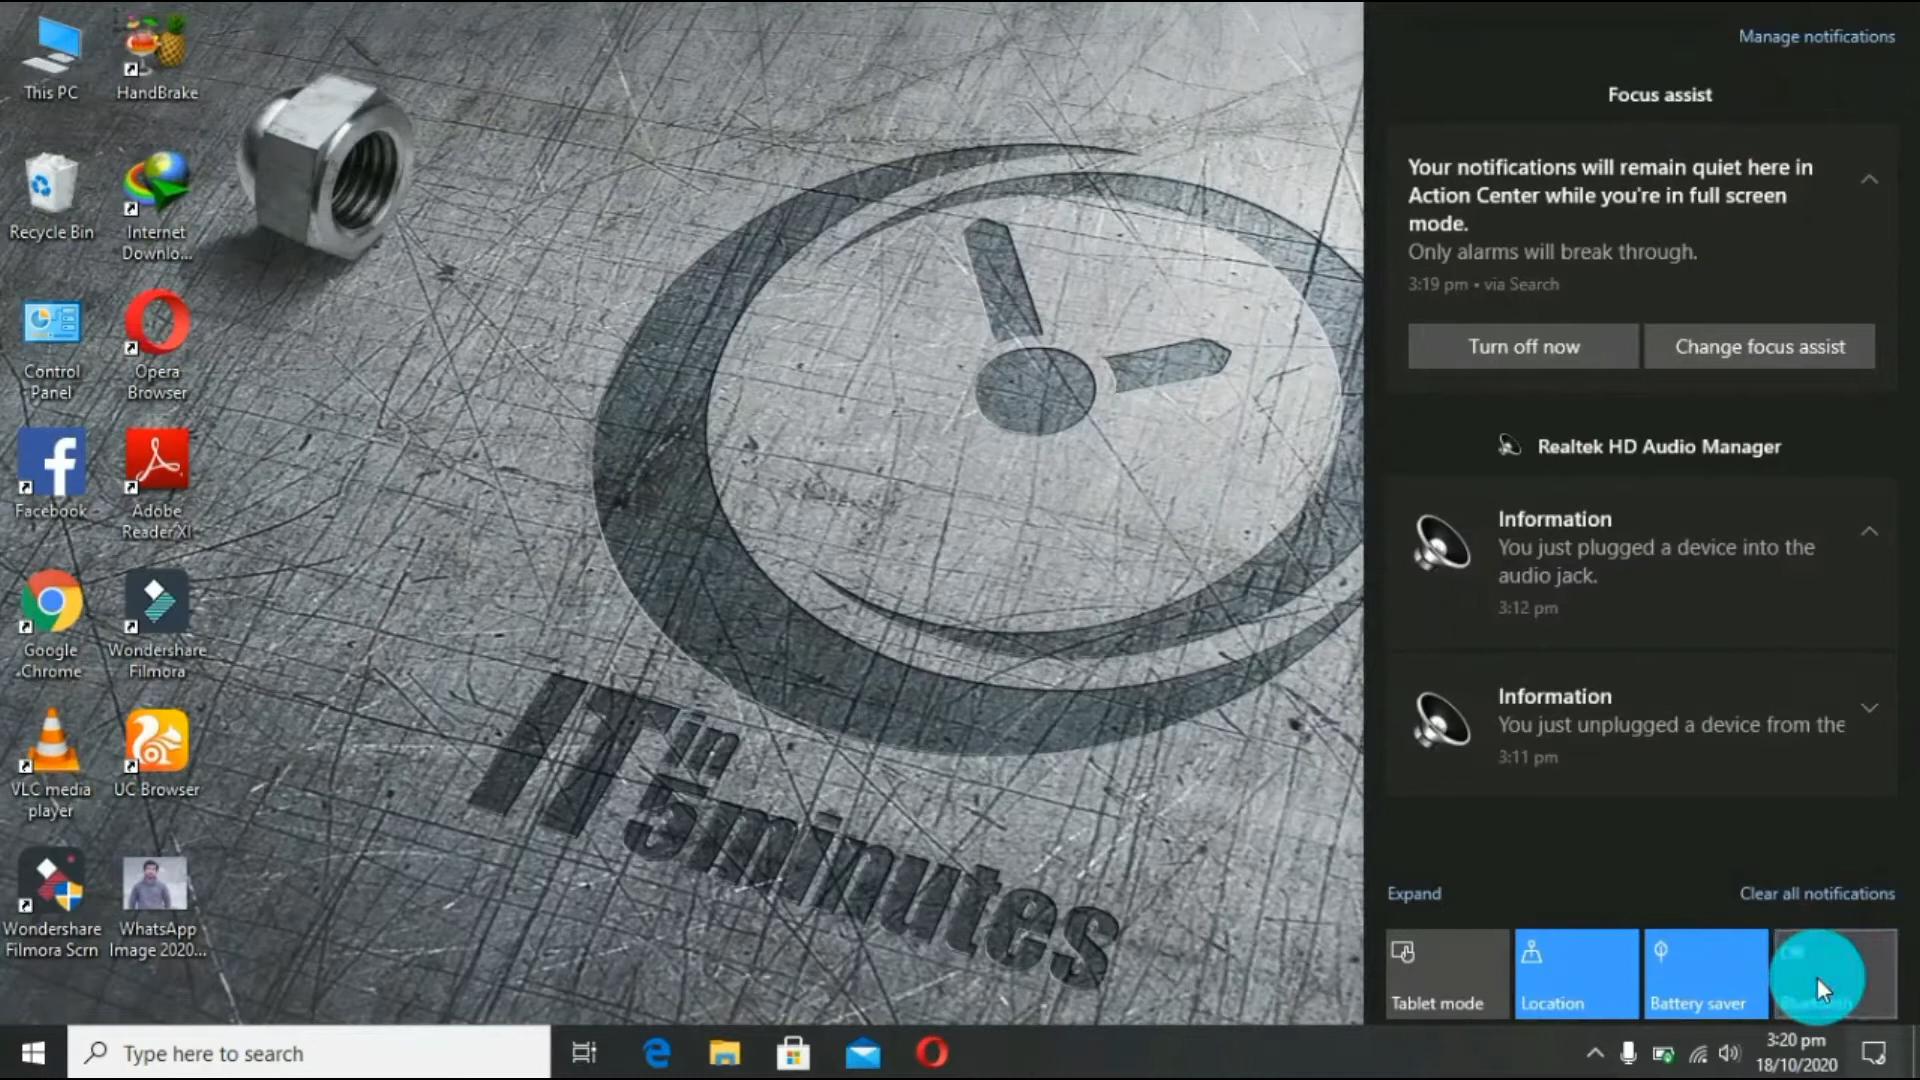 This PC
HandBrake
Recycle Bin
Internet
Downlo...
Control
Panel
Opera
Browser
Facebook
Adobe
Reader XI
Google
Chrome
Wondershare
Filmora
VLC media
player
UC Browser
Wondershare
Filmora Scrn
WhatsApp
Image 2020...
IT in
5minutes
Manage notifications
Focus assist
Your notifications will remain quiet here in
Action Center while you're in full screen
mode.
Only alarms will break through.
3:19 pm • via Search
Turn off now
Change focus assist
Realtek HD Audio Manager
Information
You just plugged a device into the
audio jack.
3:12 pm
Information
You just unplugged a device from the
3:11 pm
Expand
Clear all notifications
Tablet mode
Location
Battery saver
Type here to search
3:20 pm
18/10/2020